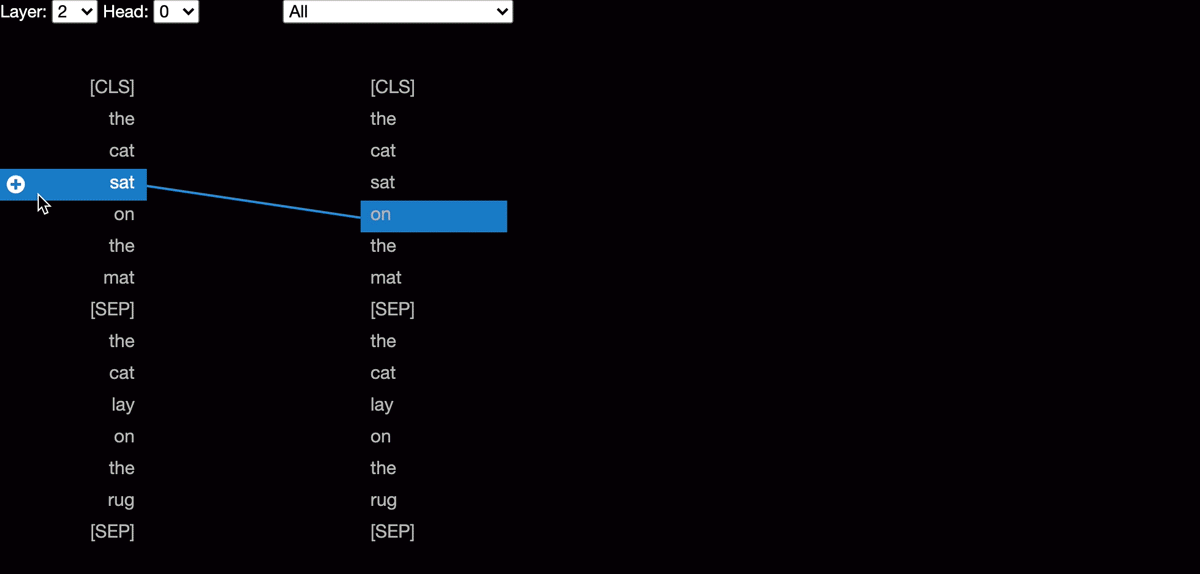 Layer: 2 Head: 0 All
[CLS] [CLS]
the the
cat cat
sat sat
on on
the the
mat mat
[SEP] [SEP]
the the
cat cat
lay lay
on on
the the
rug rug
[SEP] [SEP]